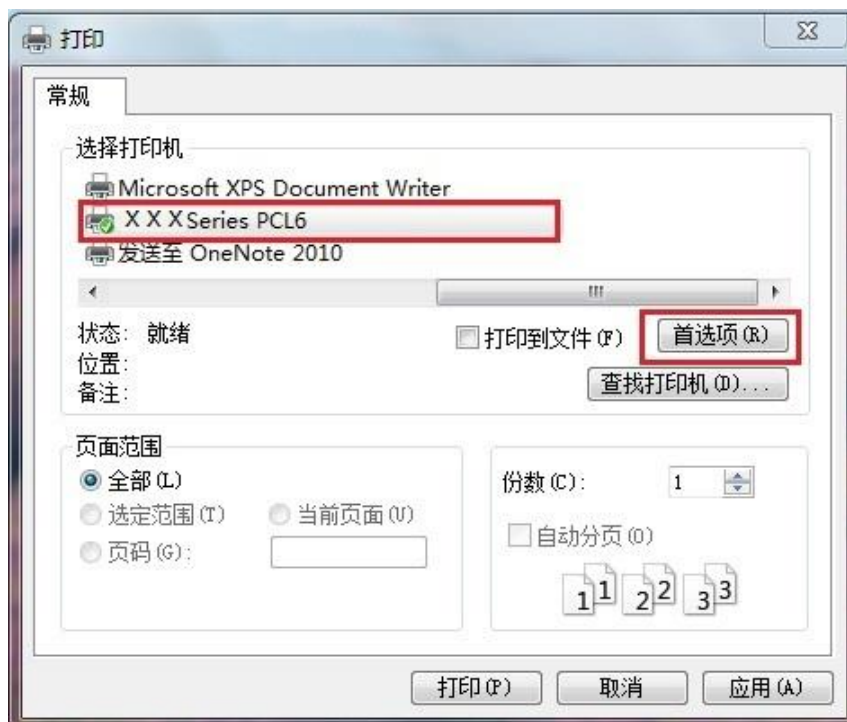 打印
常规
选择打印机
Microsoft XPS Document Writer
X X X Series PCL6
发送至 OneNote 2010
状态: 就绪
打印到文件(F)
首选项(R)
位置:
查找打印机(D)...
备注:
页面范围
全部(L)
选定范围(T)
当前页面(U)
页码(G):
份数(C): 1
自动分页(O)
1 1 2 2 3 3
打印(P)
取消
应用(A)